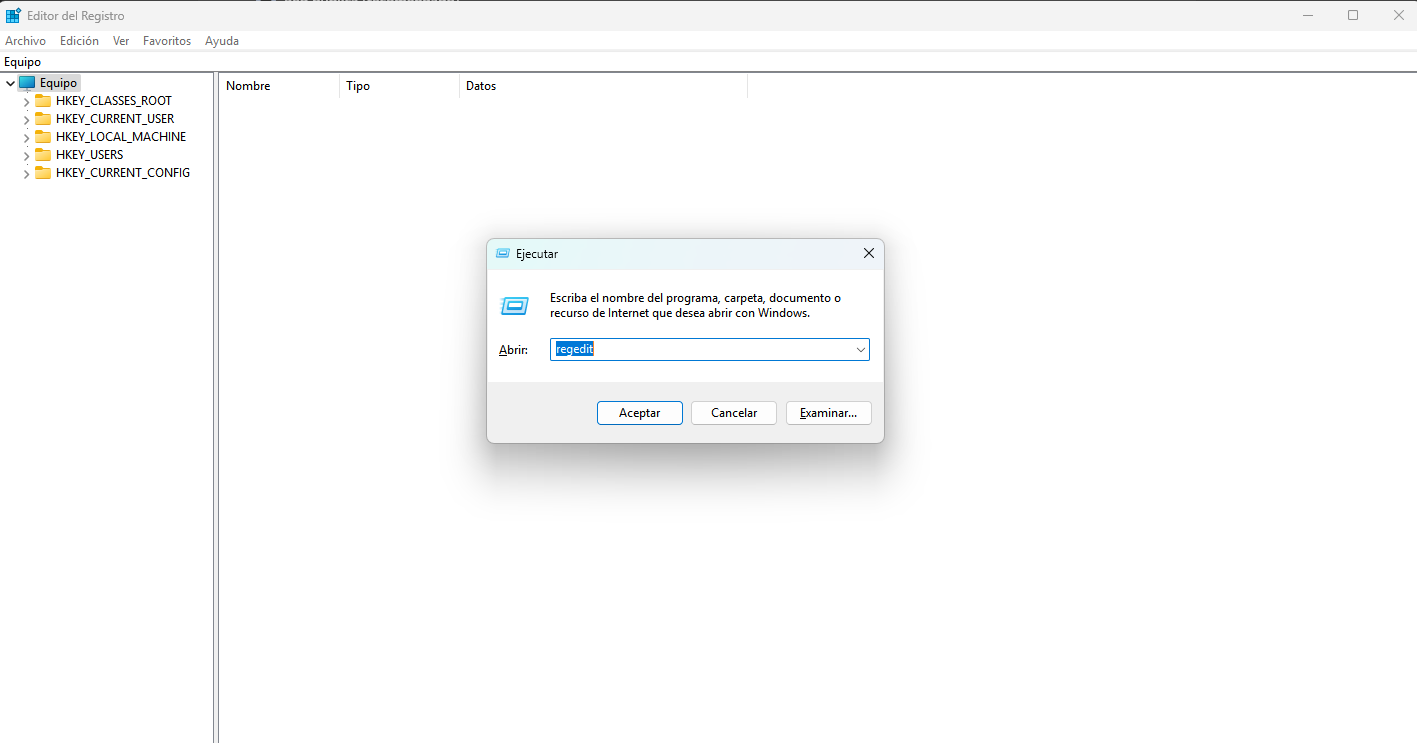 Editor del Registro
Archivo Edición Ver Favoritos Ayuda
Equipo
Equipo
HKEY_CLASSES_ROOT
HKEY_CURRENT_USER
HKEY_LOCAL_MACHINE
HKEY_USERS
HKEY_CURRENT_CONFIG
Nombre Tipo Datos
Ejecutar
Escriba el nombre del programa, carpeta, documento o
recurso de Internet que desea abrir con Windows.
Abrir: regedit
Aceptar Cancelar Examinar...